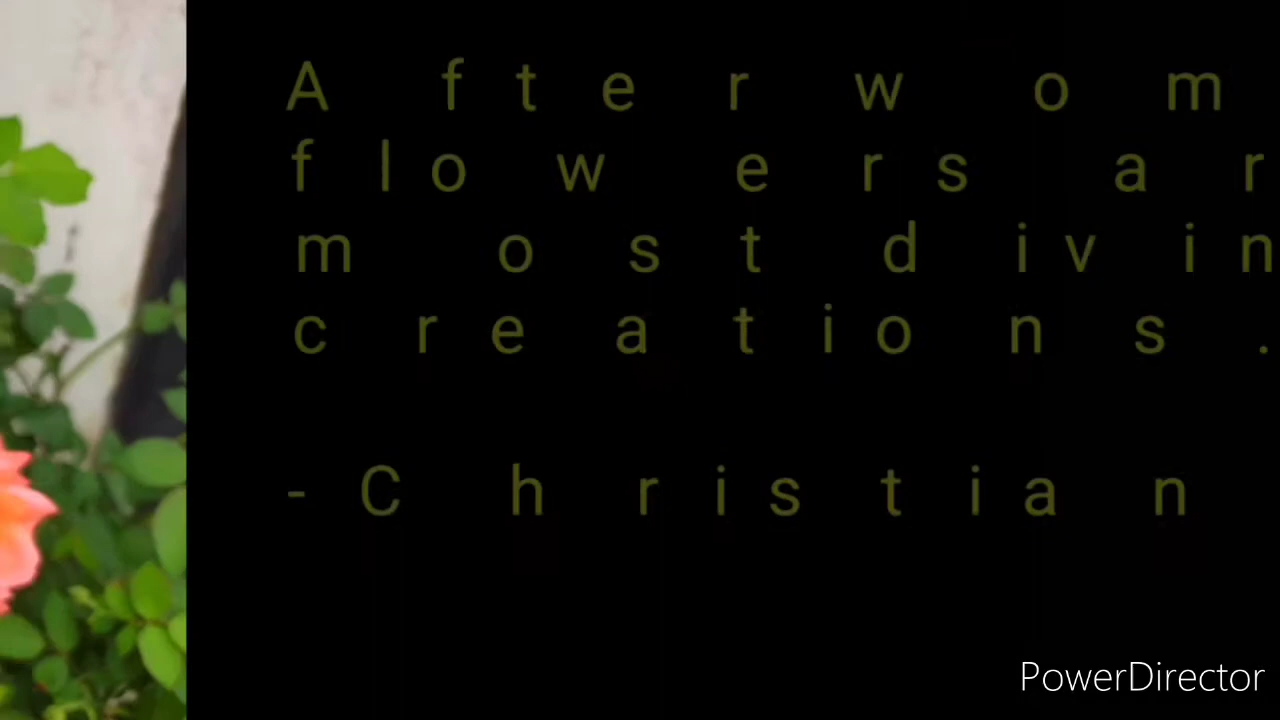 After wom
flowers ar
most divin
creations.
-Christian
PowerDirector